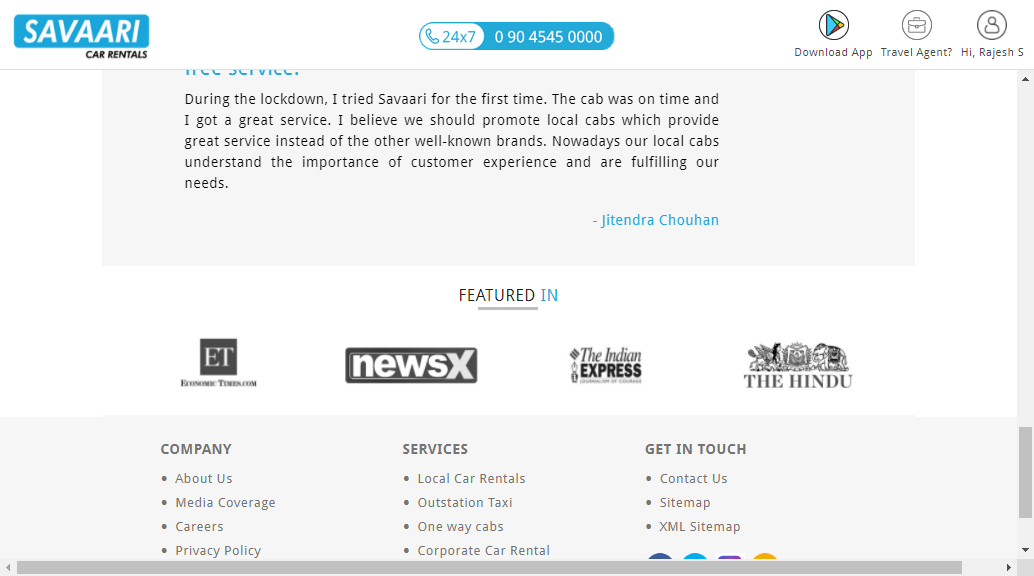 SAVAARI
CAR RENTALS
24x7 0 90 4545 0000
Download App Travel Agent? Hi, Rajesh S
free service.
During the lockdown, I tried Savaari for the first time. The cab was on time and
I got a great service. I believe we should promote local cabs which provide
great service instead of the other well-known brands. Nowadays our local cabs
understand the importance of customer experience and are fulfilling our
needs.
- Jitendra Chouhan
FEATURED IN
ET
ECONOMICTIMES.COM
newsX
The Indian
EXPRESS
JOURNALISM OF COURAGE
THE HINDU
COMPANY
About Us
Media Coverage
Careers
Privacy Policy
SERVICES
Local Car Rentals
Outstation Taxi
One way cabs
Corporate Car Rental
GET IN TOUCH
Contact Us
Sitemap
XML Sitemap